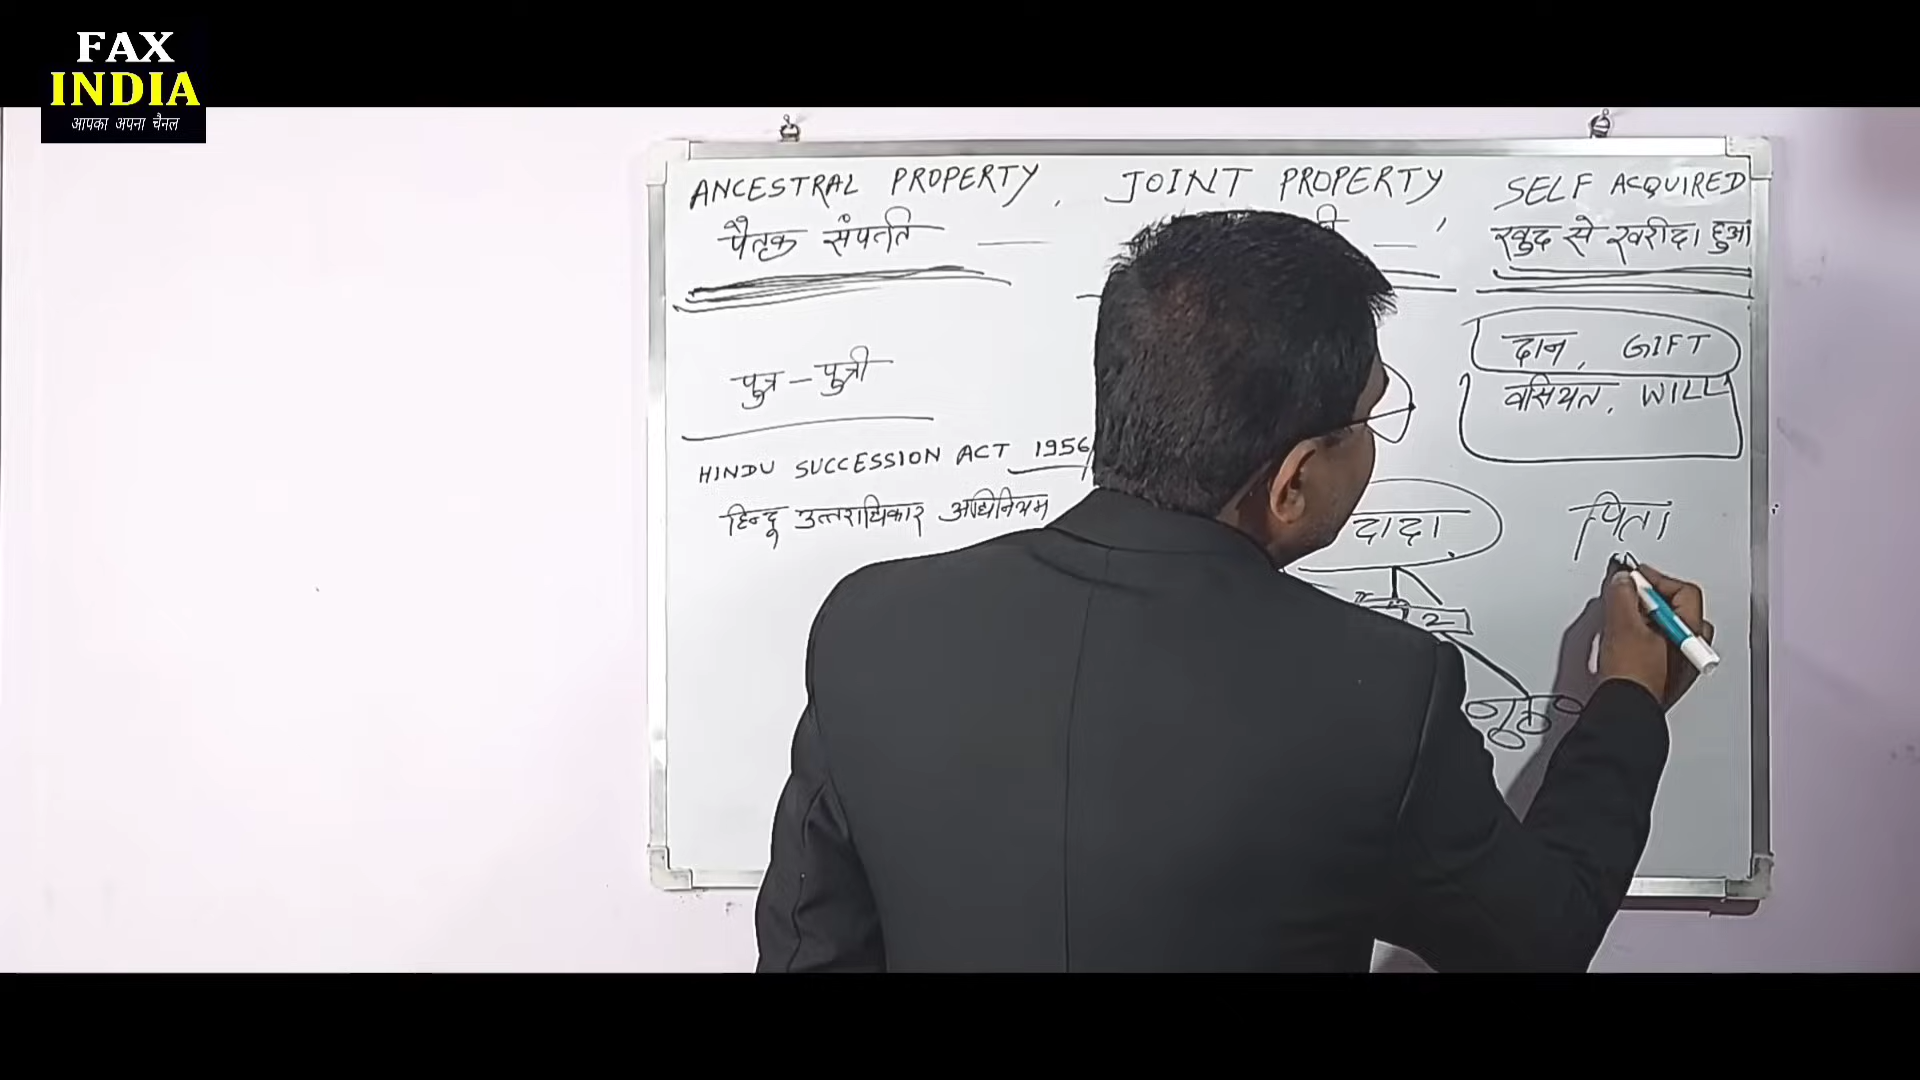 FAX
INDIA
आपका अपना चैनल
ANCESTRAL PROPERTY, JOINT PROPERTY SELF ACQUIRED
पैतृक संपत्ति — — , खुद से खरीदा हुआ
दान, GIFT
वसियत, WILL
पुत्र – पुत्री
HINDU SUCCESSION ACT 1956
हिन्दू उत्तराधिकार अधिनियम
दादा
पिता
2